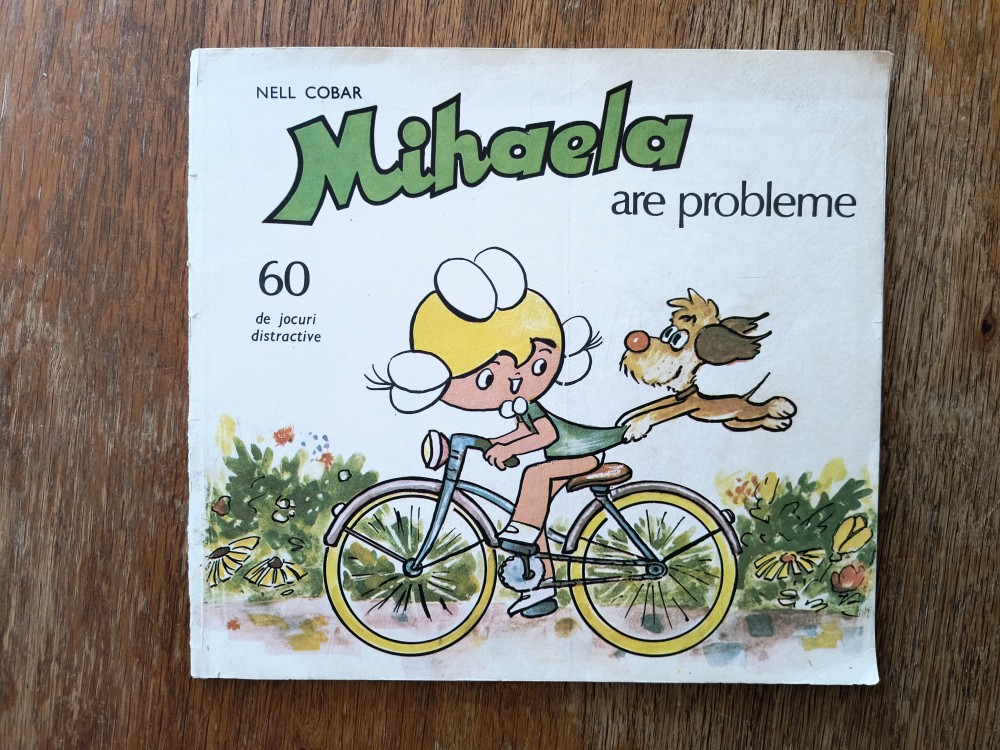 NELL COBAR
Mihaela
are probleme
60
de jocuri
distractive